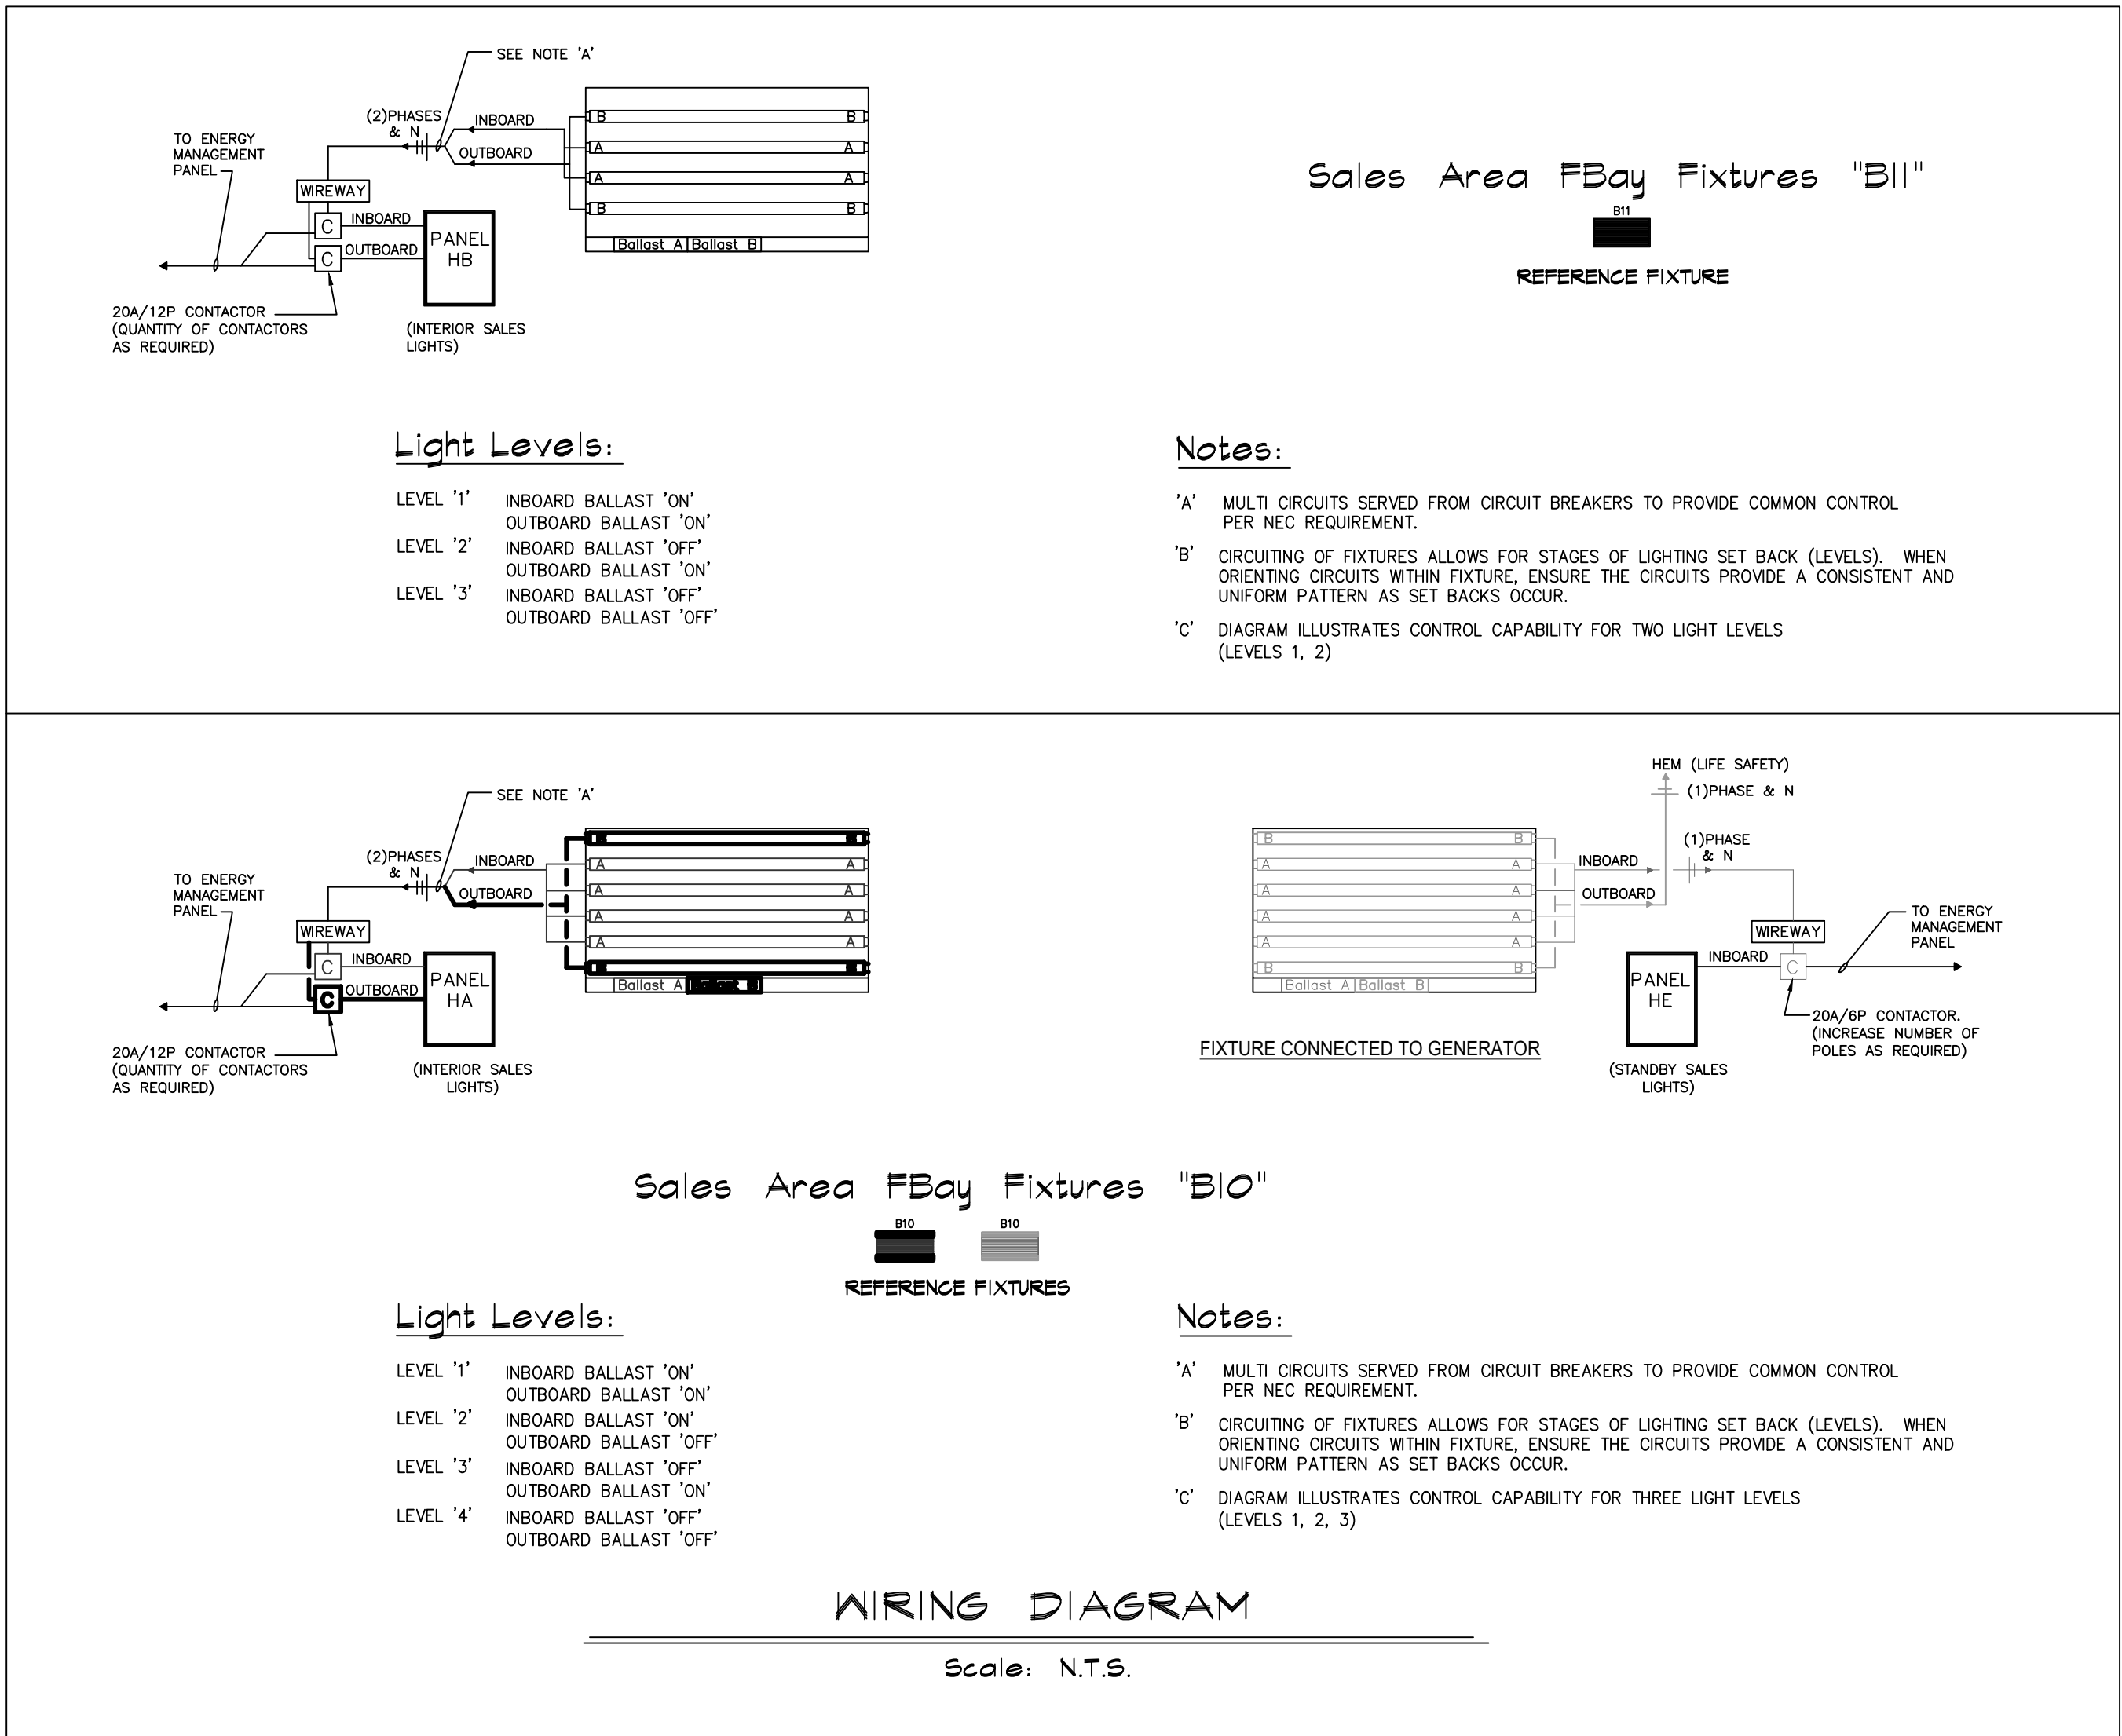 SEE NOTE 'A'
(2)PHASES
& N
INBOARD
OUTBOARD
TO ENERGY
MANAGEMENT
PANEL
WIREWAY
C
INBOARD
C
OUTBOARD
PANEL
HB
B B
A A
A A
B B
Ballast A Ballast B
20A/12P CONTACTOR
(QUANTITY OF CONTACTORS
AS REQUIRED)
(INTERIOR SALES
LIGHTS)
Sales Area FBay Fixtures "B11"
B11
REFERENCE FIXTURE
Light Levels:
LEVEL '1' INBOARD BALLAST 'ON'
OUTBOARD BALLAST 'ON'
LEVEL '2' INBOARD BALLAST 'OFF'
OUTBOARD BALLAST 'ON'
LEVEL '3' INBOARD BALLAST 'OFF'
OUTBOARD BALLAST 'OFF'
Notes:
'A' MULTI CIRCUITS SERVED FROM CIRCUIT BREAKERS TO PROVIDE COMMON CONTROL
PER NEC REQUIREMENT.
'B' CIRCUITING OF FIXTURES ALLOWS FOR STAGES OF LIGHTING SET BACK (LEVELS). WHEN
ORIENTING CIRCUITS WITHIN FIXTURE, ENSURE THE CIRCUITS PROVIDE A CONSISTENT AND
UNIFORM PATTERN AS SET BACKS OCCUR.
'C' DIAGRAM ILLUSTRATES CONTROL CAPABILITY FOR TWO LIGHT LEVELS
(LEVELS 1, 2)
SEE NOTE 'A'
(2)PHASES
& N
INBOARD
OUTBOARD
TO ENERGY
MANAGEMENT
PANEL
WIREWAY
C
INBOARD
C
OUTBOARD
PANEL
HA
B B
A A
A A
A A
A A
B B
Ballast A Ballast B
20A/12P CONTACTOR
(QUANTITY OF CONTACTORS
AS REQUIRED)
(INTERIOR SALES
LIGHTS)
HEM (LIFE SAFETY)
(1)PHASE & N
(1)PHASE
& N
B B
A A
A A
A A
A A
B B
Ballast A Ballast B
INBOARD
OUTBOARD
FIXTURE CONNECTED TO GENERATOR
WIREWAY
INBOARD
C
PANEL
HE
TO ENERGY
MANAGEMENT
PANEL
20A/6P CONTACTOR.
(INCREASE NUMBER OF
POLES AS REQUIRED)
(STANDBY SALES
LIGHTS)
Sales Area FBay Fixtures "B10"
B10 B10
REFERENCE FIXTURES
Light Levels:
LEVEL '1' INBOARD BALLAST 'ON'
OUTBOARD BALLAST 'ON'
LEVEL '2' INBOARD BALLAST 'ON'
OUTBOARD BALLAST 'OFF'
LEVEL '3' INBOARD BALLAST 'OFF'
OUTBOARD BALLAST 'ON'
LEVEL '4' INBOARD BALLAST 'OFF'
OUTBOARD BALLAST 'OFF'
Notes:
'A' MULTI CIRCUITS SERVED FROM CIRCUIT BREAKERS TO PROVIDE COMMON CONTROL
PER NEC REQUIREMENT.
'B' CIRCUITING OF FIXTURES ALLOWS FOR STAGES OF LIGHTING SET BACK (LEVELS). WHEN
ORIENTING CIRCUITS WITHIN FIXTURE, ENSURE THE CIRCUITS PROVIDE A CONSISTENT AND
UNIFORM PATTERN AS SET BACKS OCCUR.
'C' DIAGRAM ILLUSTRATES CONTROL CAPABILITY FOR THREE LIGHT LEVELS
(LEVELS 1, 2, 3)
WIRING DIAGRAM
Scale: N.T.S.